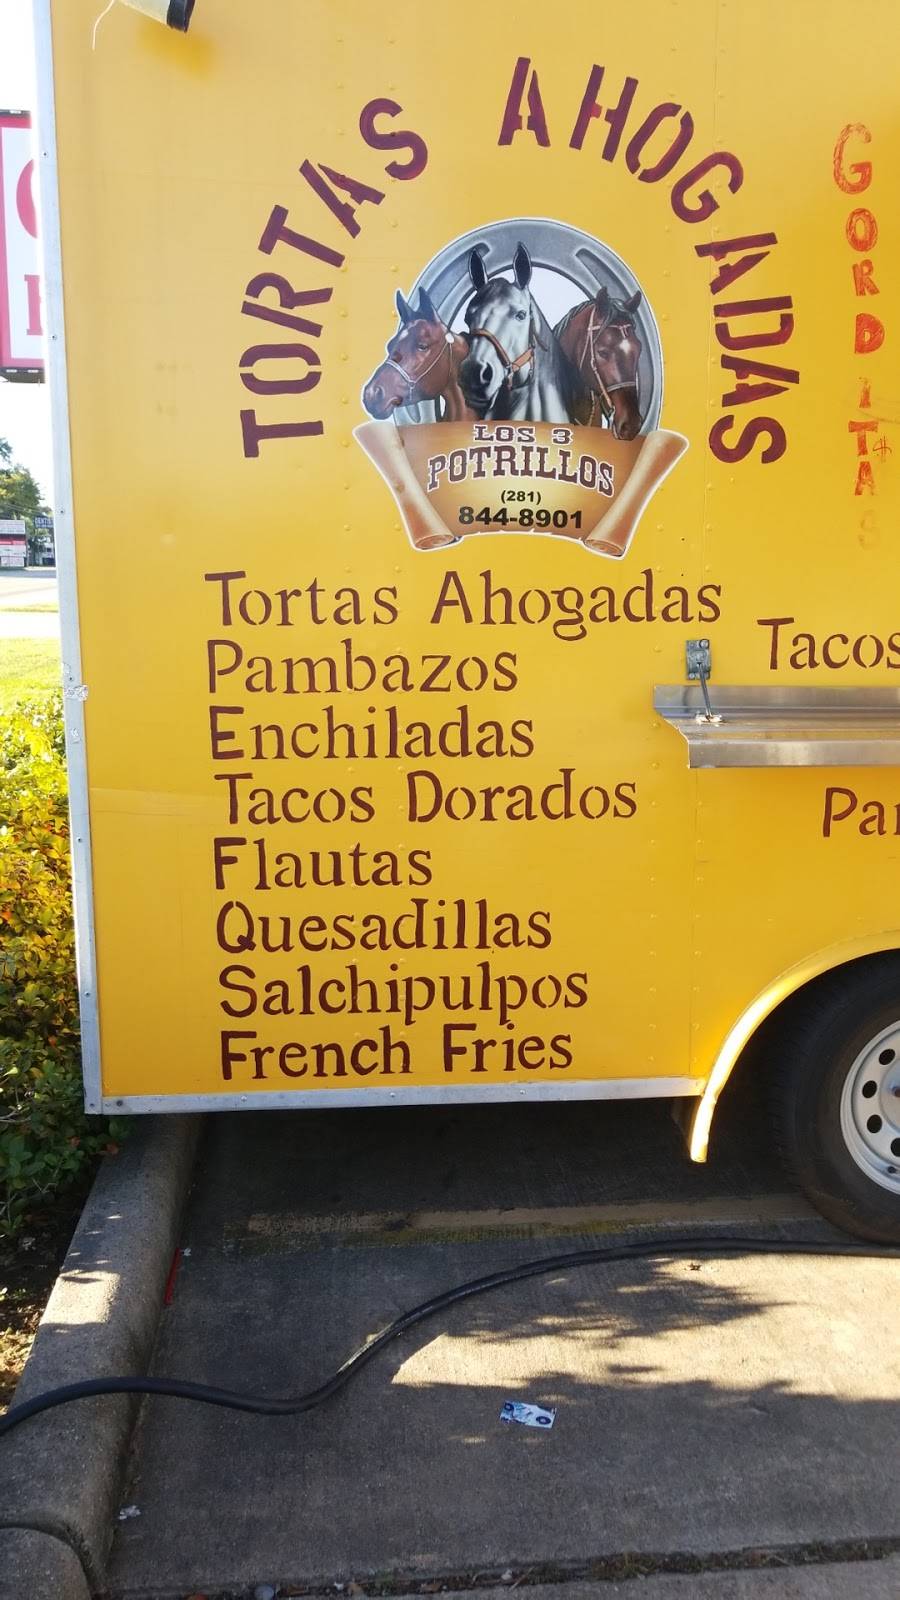 TORTAS AHOGADAS
GORDITAS
LOS 3
POTRILLOS
(281)
844-8901
Tortas Ahogadas
Pambazos
Enchiladas
Tacos Dorados
Flautas
Quesadillas
Salchipulpos
French Fries
Tacos
Par